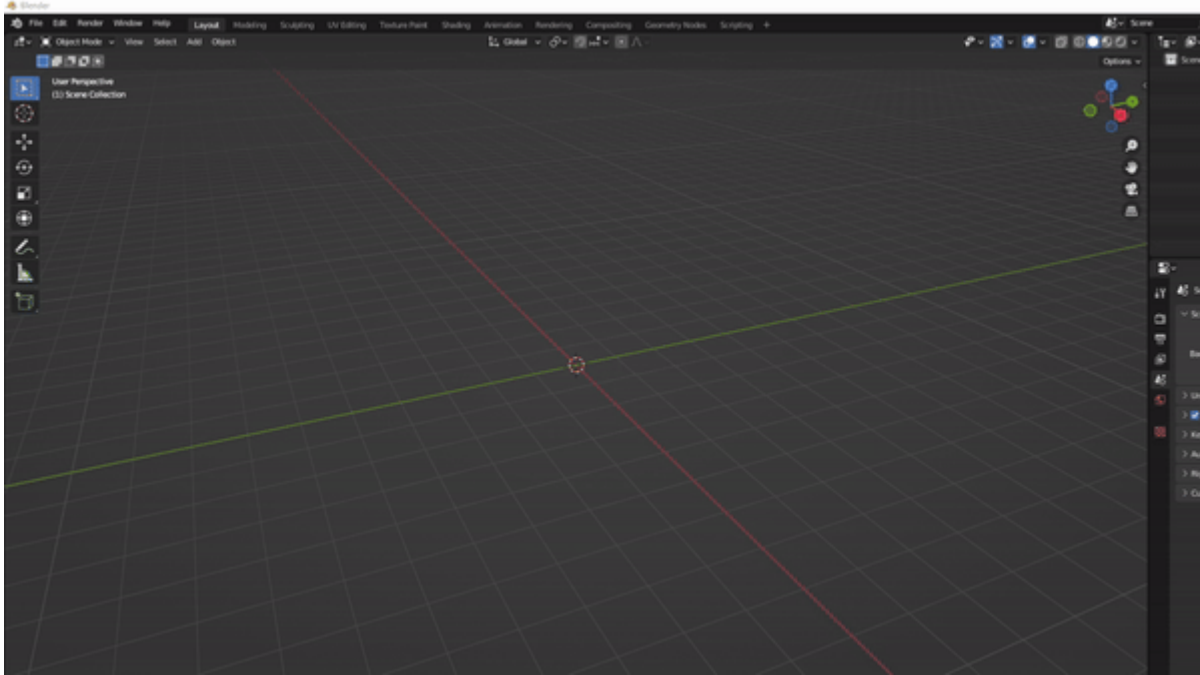 Blender
File Edit Render Window Help Layout Modeling Sculpting UV Editing Texture Paint Shading Animation Rendering Compositing Geometry Nodes Scripting + Scene
Object Mode View Select Add Object Global
Options
User Perspective
(1) Scene Collection